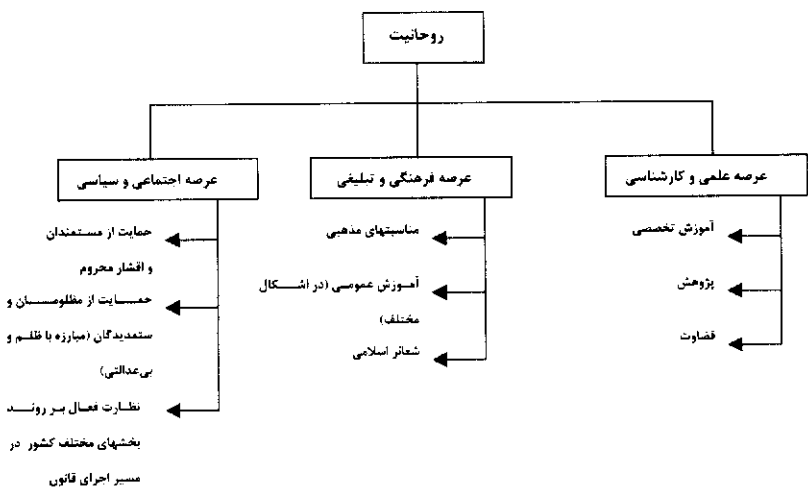 روحانیت
عرصه علمی و کارشناسی
آموزش تخصصی
پژوهش
قضاوت
عرصه فرهنگی و تبلیغی
مناسبتهای مذهبی
آموزش عمومی (در اشکال
مختلف)
شعائر اسلامی
عرصه اجتماعی و سیاسی
حمایت از مستمندان
و اقشار محروم
حمایت از مظلومان و
ستمدیدگان (مبارزه با ظلم و
بی‌عدالتی)
نظارت فعال بر روند
بخشهای مختلف کشور در
مسیر اجرای قانون